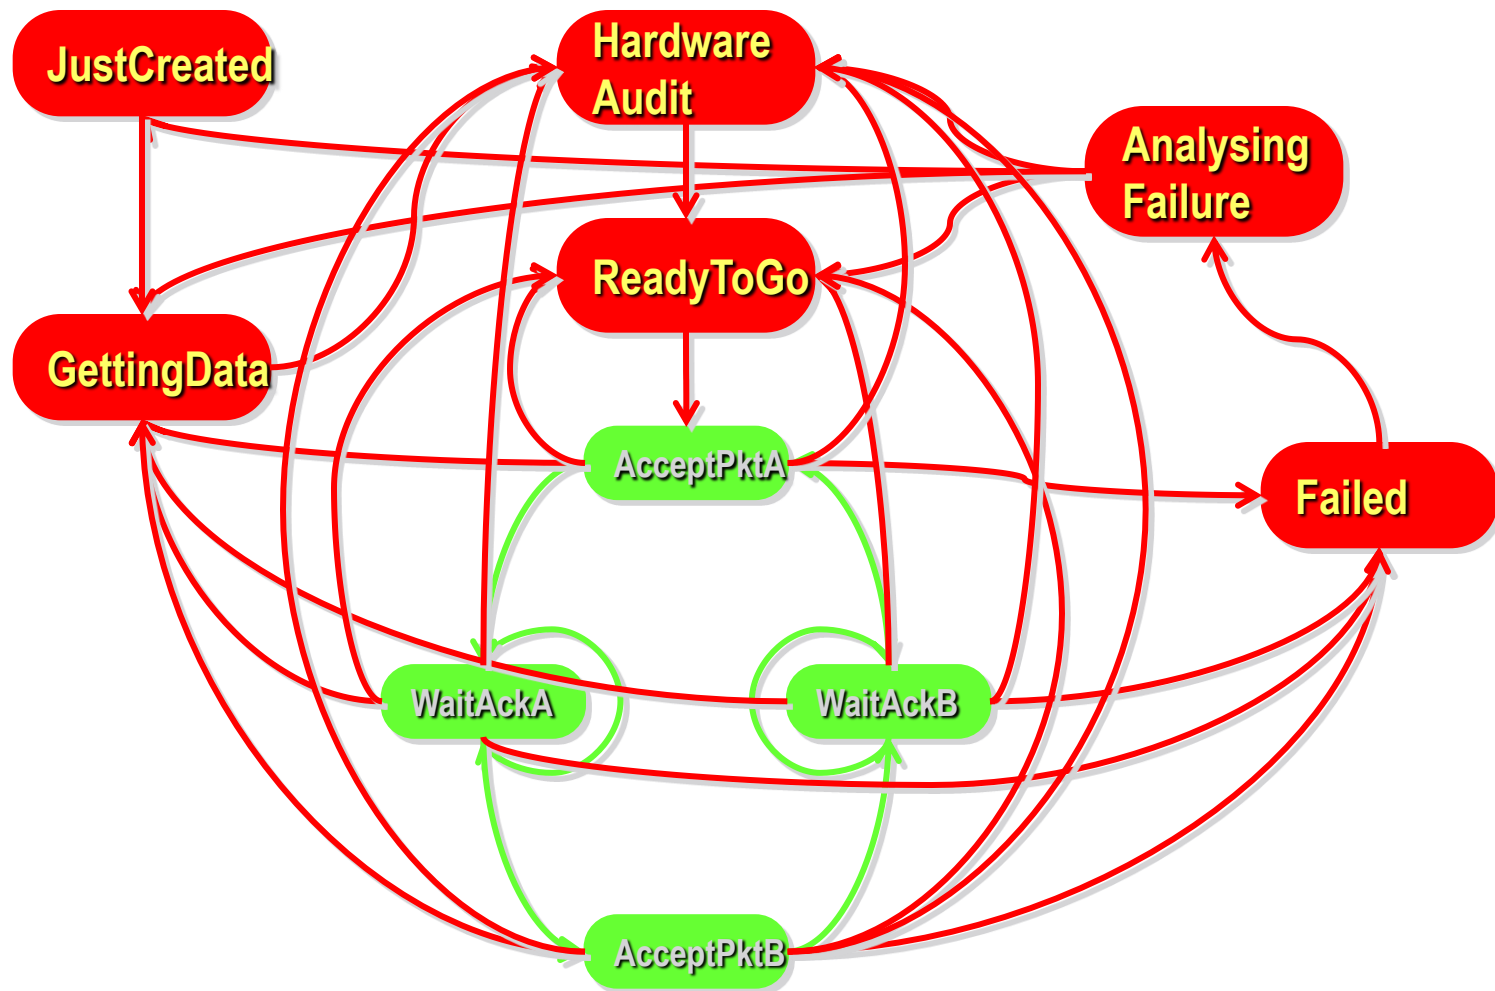 JustCreated
Hardware
Audit
Analysing
Failure
ReadyToGo
GettingData
AcceptPktA
Failed
WaitAckA
WaitAckB
AcceptPktB